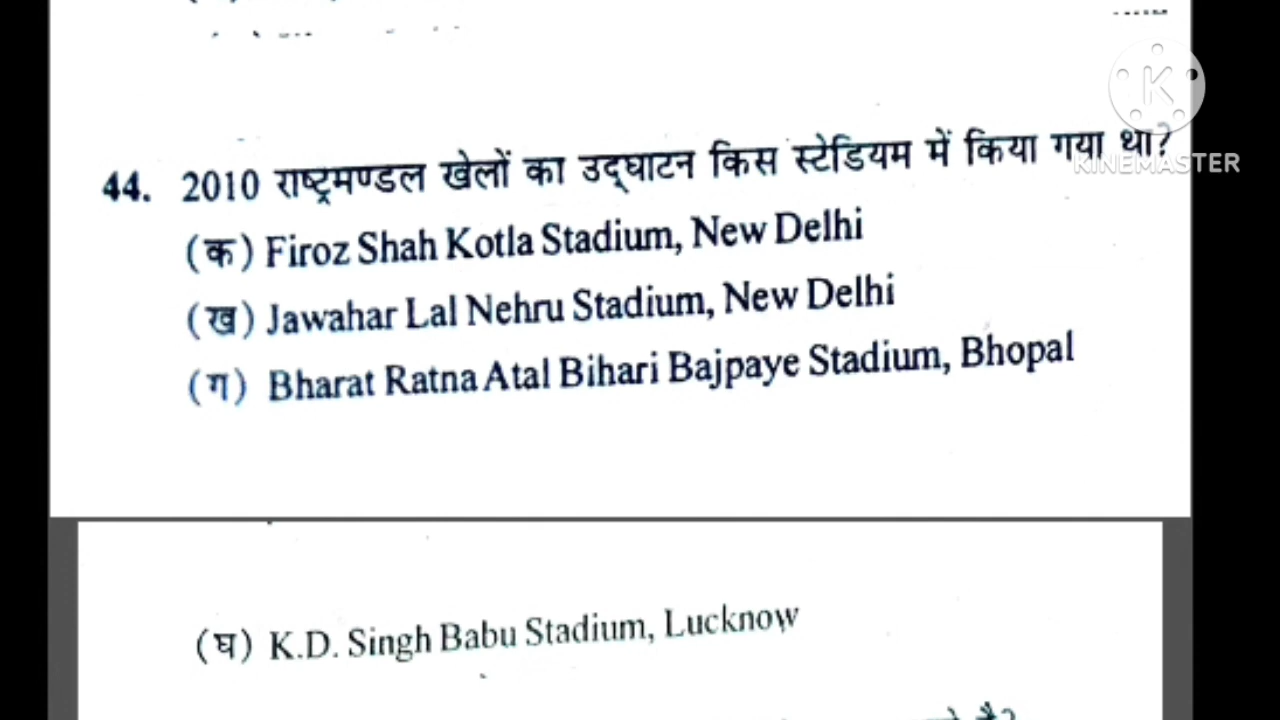 44. 2010 राष्ट्रमण्डल खेलों का उद्घाटन किस स्टेडियम में किया गया था?
KINEMASTER
(क) Firoz Shah Kotla Stadium, New Delhi
(ख) Jawahar Lal Nehru Stadium, New Delhi
(ग) Bharat Ratna Atal Bihari Bajpaye Stadium, Bhopal
(घ) K.D. Singh Babu Stadium, Lucknow